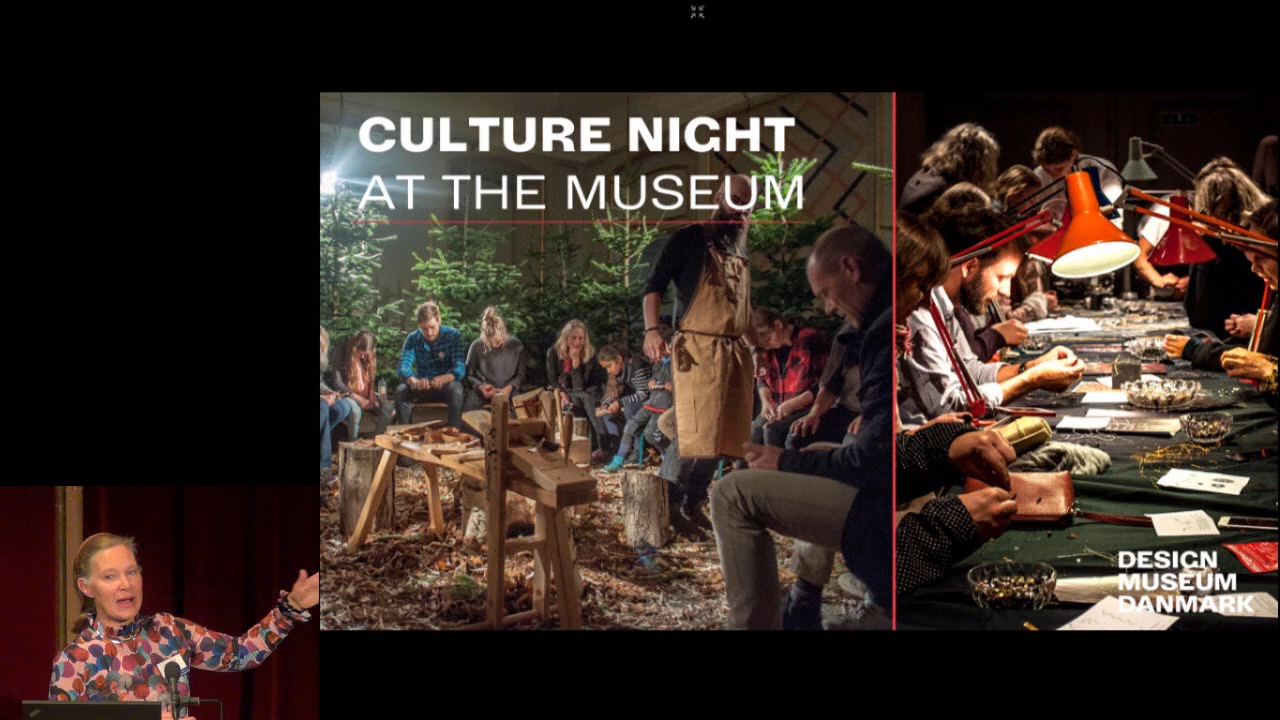 CULTURE NIGHT
AT THE MUSEUM
DESIGN
MUSEUM
DANMARK